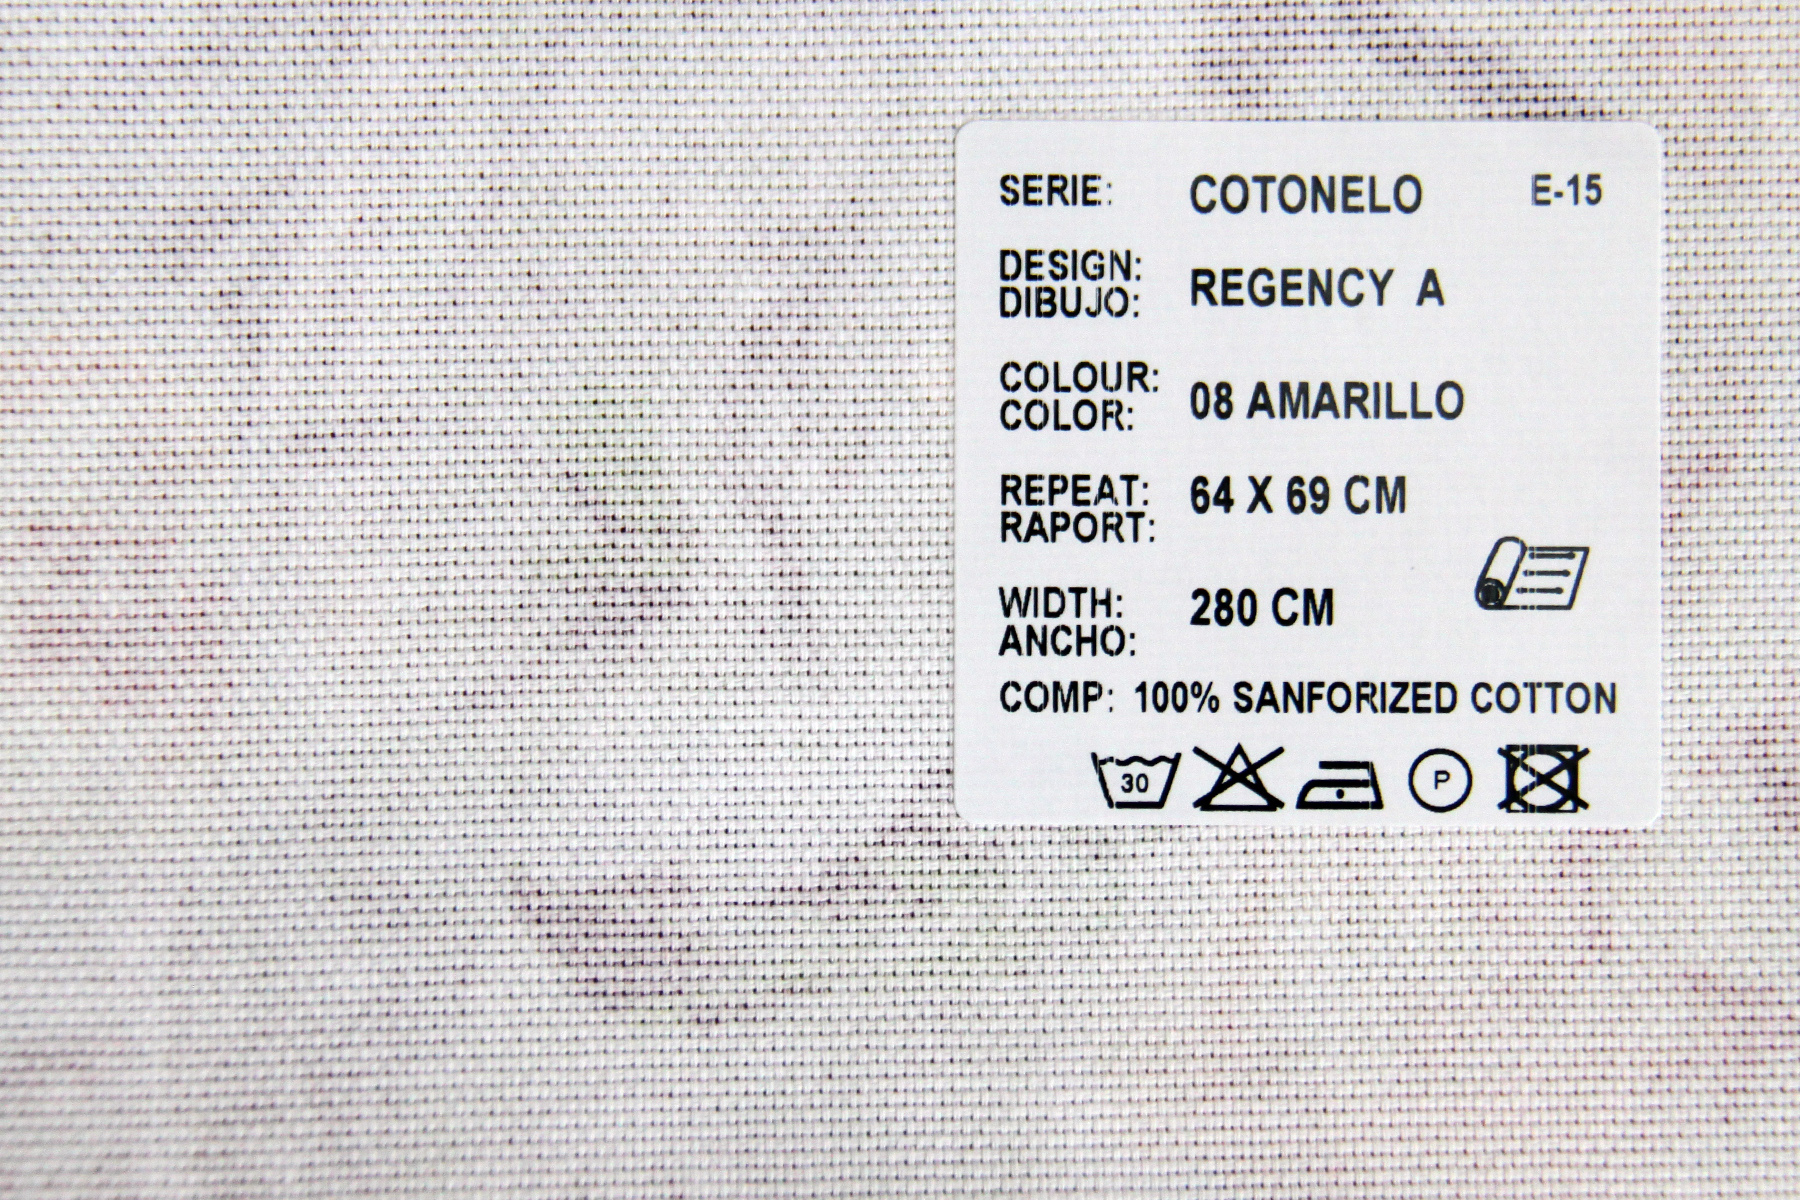 SERIE: COTONELO E-15
DESIGN:
DIBUJO: REGENCY A
COLOUR:
COLOR: 08 AMARILLO
REPEAT: 64 X 69 CM
RAPORT:
WIDTH: 280 CM
ANCHO:
COMP: 100% SANFORIZED COTTON
30 P